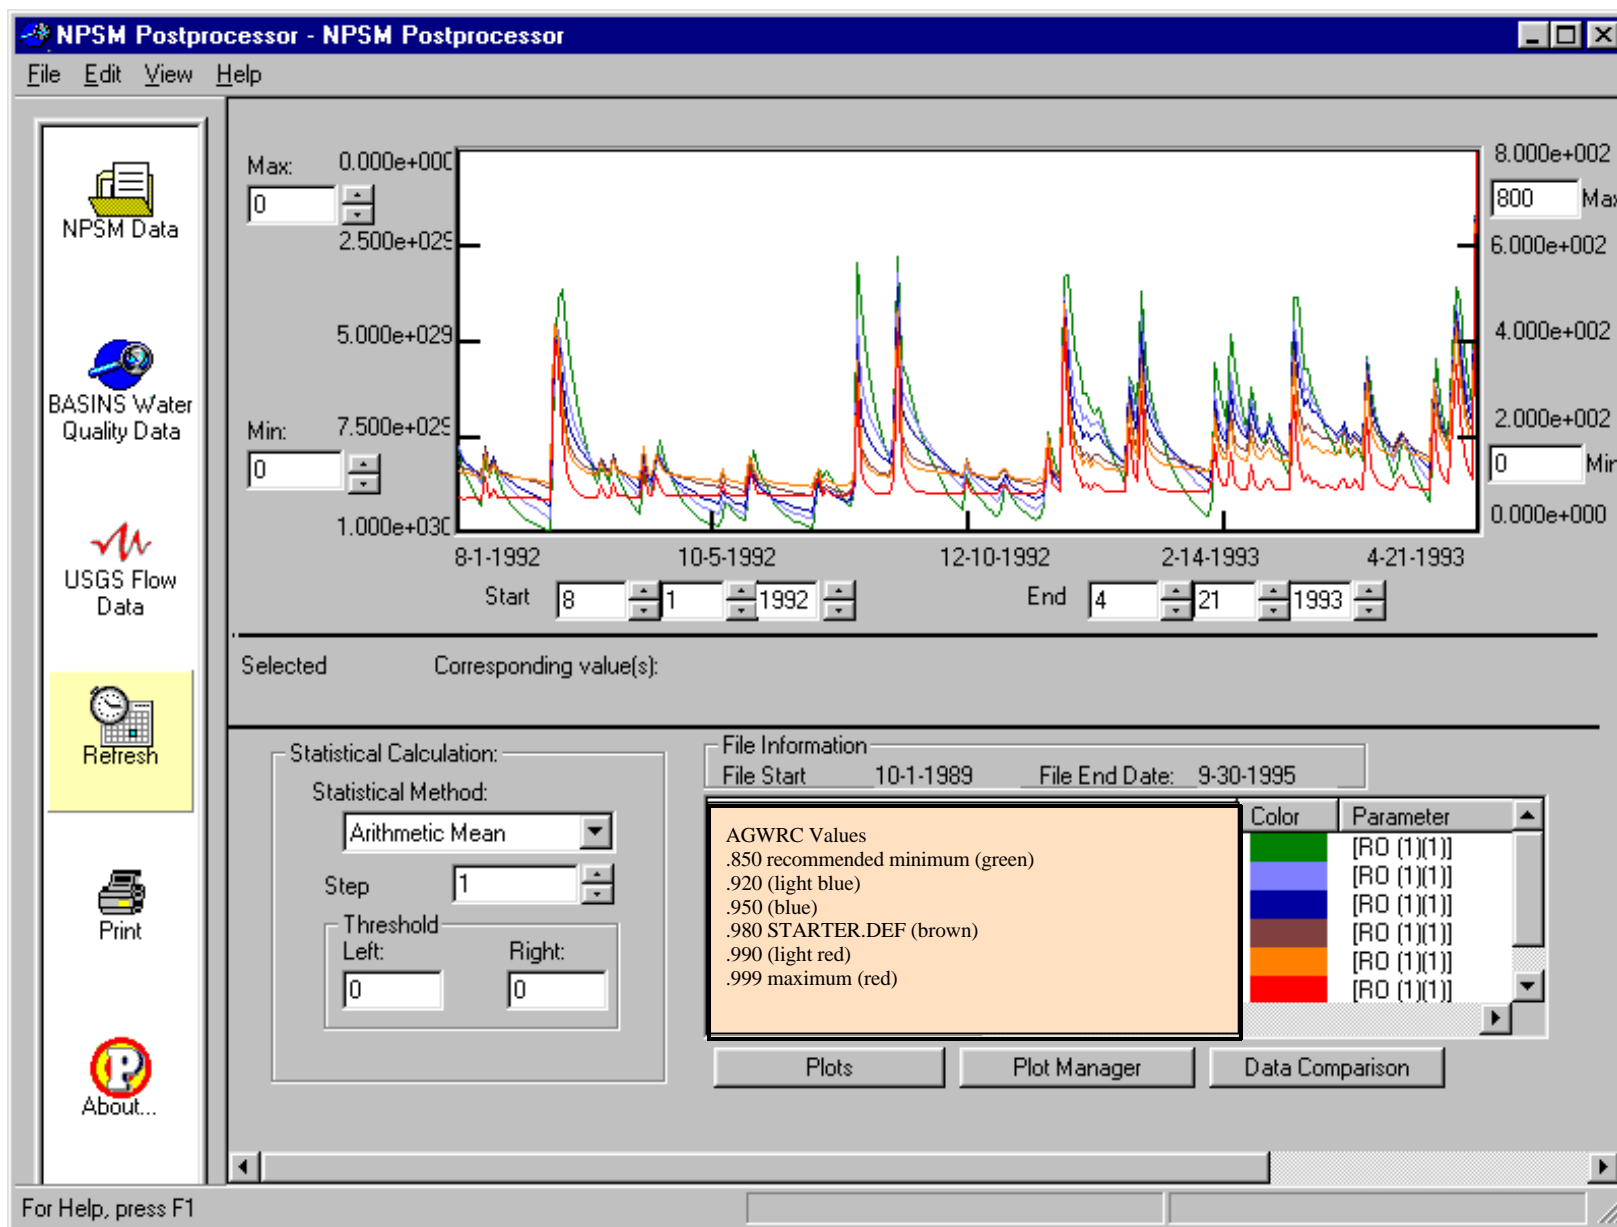 NPSM Postprocessor - NPSM Postprocessor
File Edit View Help
NPSM Data
BASINS Water
Quality Data
USGS Flow
Data
Refresh
Print
About...
Max:
0
Min:
0
0.000e+000
2.500e+029
5.000e+029
7.500e+029
1.000e+030
8.000e+002
800 Max
6.000e+002
4.000e+002
2.000e+002
0 Min
0.000e+000
8-1-1992 10-5-1992 12-10-1992 2-14-1993 4-21-1993
Start 8 1 1992 End 4 21 1993
Selected Corresponding value(s):
Statistical Calculation:
Statistical Method:
Arithmetic Mean
Step 1
Threshold
Left: Right:
0 0
File Information
File Start 10-1-1989 File End Date: 9-30-1995
Color Parameter
[RO (1)(1)]
[RO (1)(1)]
[RO (1)(1)]
[RO (1)(1)]
[RO (1)(1)]
[RO (1)(1)]
AGWRC Values
.850 recommended minimum (green)
.920 (light blue)
.950 (blue)
.980 STARTER.DEF (brown)
.990 (light red)
.999 maximum (red)
Plots Plot Manager Data Comparison
For Help, press F1